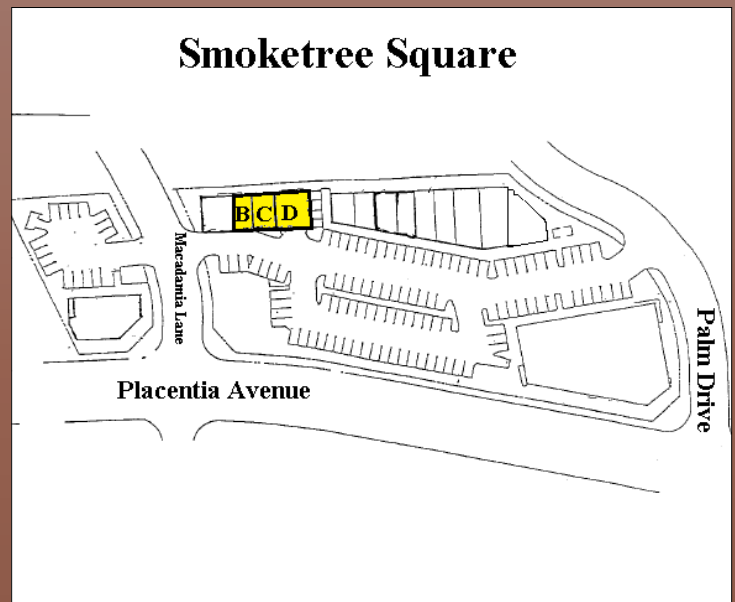 Smoketree Square
B C D
Macadamia Lane
Palm Drive
Placentia Avenue